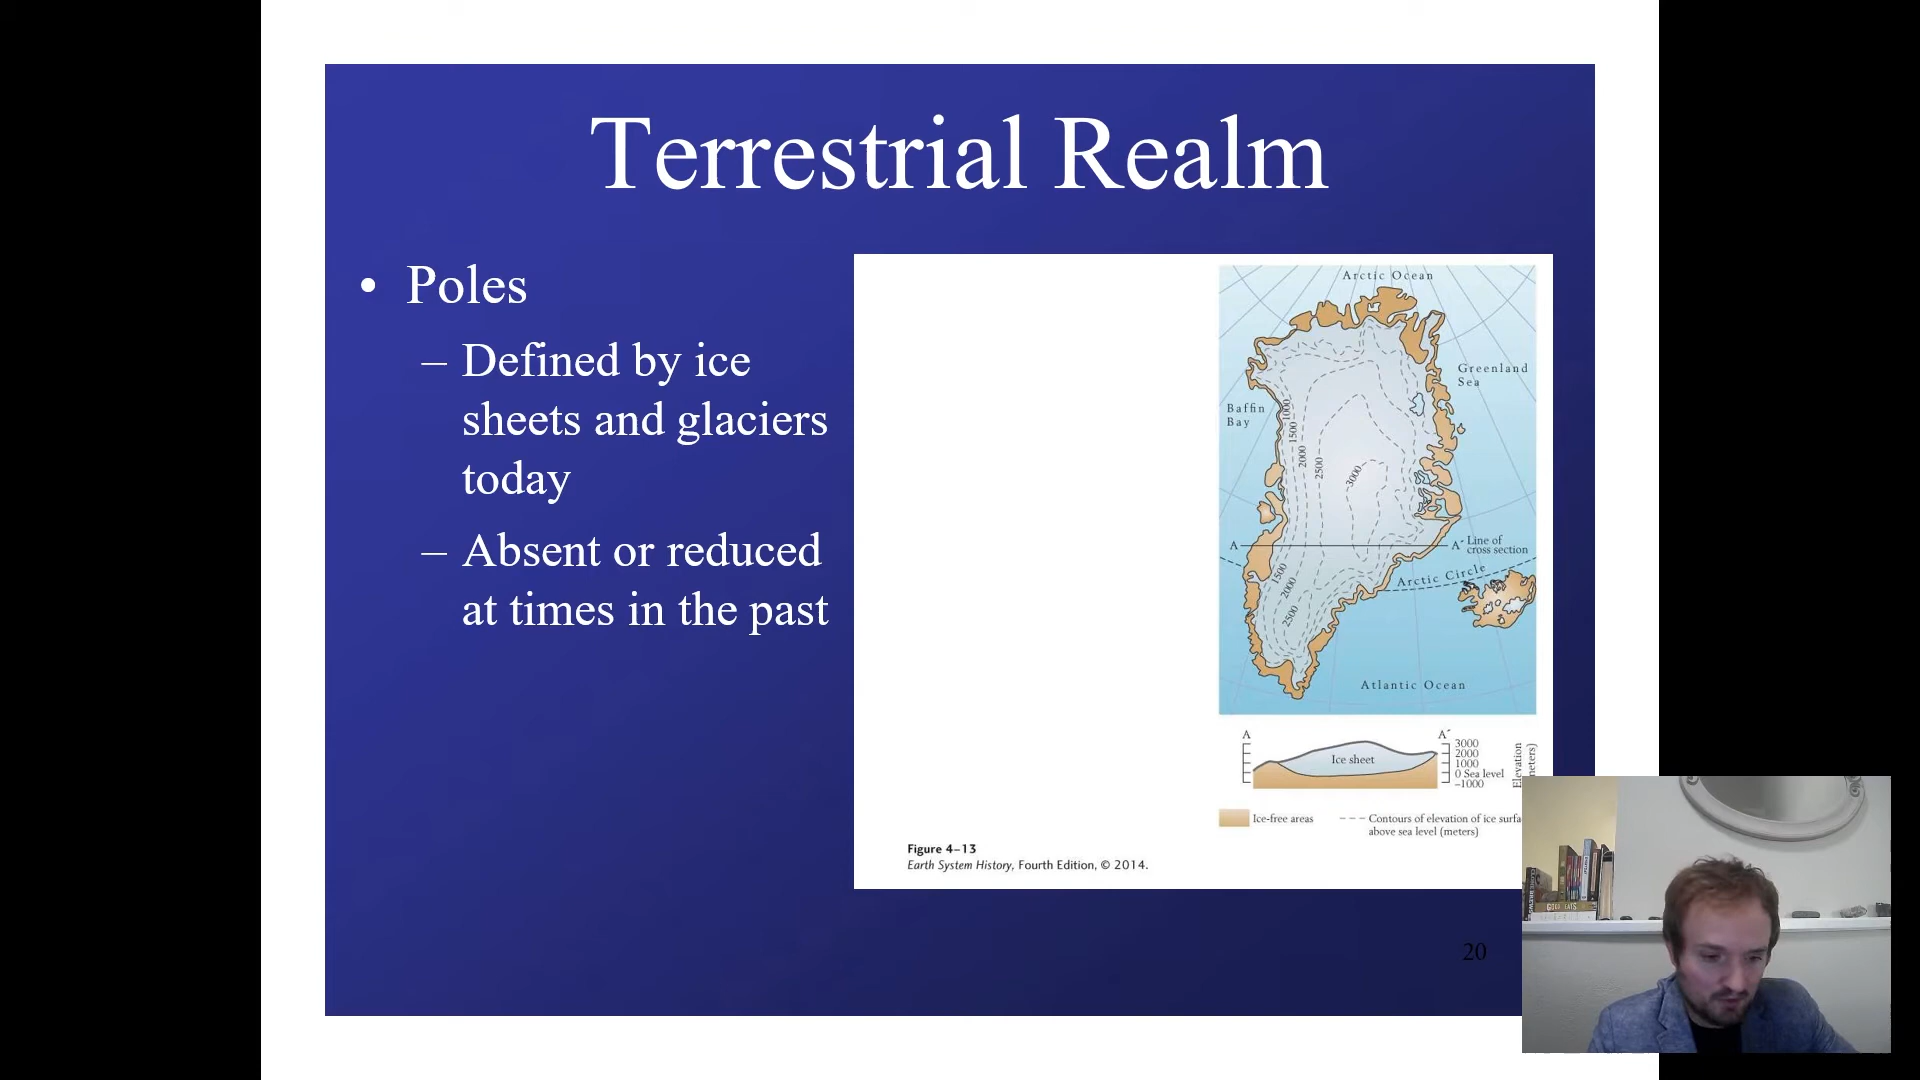 Terrestrial Realm
• Poles
– Defined by ice
sheets and glaciers
today
– Absent or reduced
at times in the past
Arctic Ocean
Greenland
Sea
Baffin
Bay
1000
1500
2000
2500
3000
A
A´
Line of
cross section
Arctic Circle
1500
2000
2500
Atlantic Ocean
A
A´
3000
2000
1000
0 Sea level
–1000
Elevation
Ice sheet
Ice-free areas
Contours of elevation of ice
above sea level (meters)
Figure 4–13
Earth System History, Fourth Edition, © 2014.
20
GOOD EATS